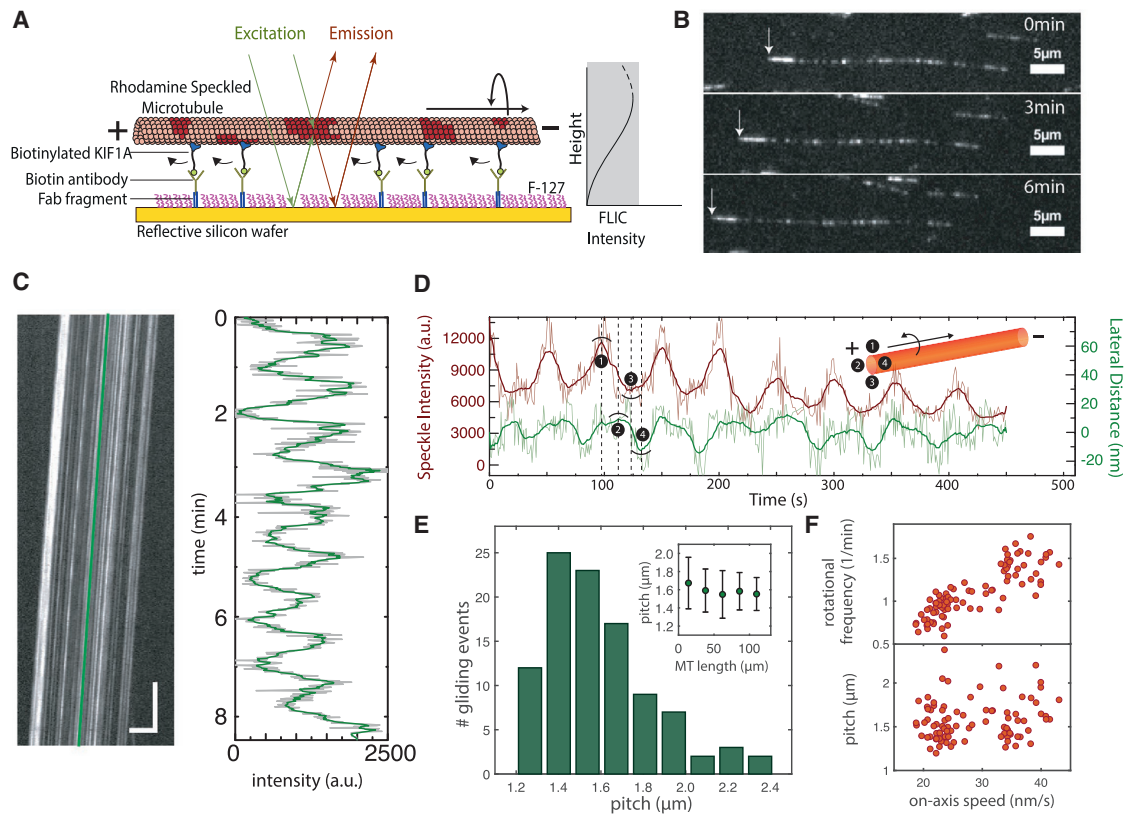 A
Excitation
Emission
Rhodamine Speckled
Microtubule
+
-
Biotinylated KIF1A
Biotin antibody
Fab fragment
F-127
Reflective silicon wafer
Height
FLIC
Intensity
B
0min
5µm
3min
5µm
6min
5µm
C
time (min)
0
2
4
6
8
0
2500
intensity (a.u.)
D
Speckle Intensity (a.u.)
12000
9000
6000
3000
0
1
2
3
4
+
1
2
3
4
-
60
40
20
0
-20
Lateral Distance (nm)
0
100
200
300
400
500
Time (s)
E
# gliding events
25
20
15
10
5
0
1.2
1.4
1.6
1.8
2.0
2.2
2.4
pitch (µm)
pitch (µm)
2.0
1.8
1.6
1.4
1.2
0
50
100
MT length (µm)
F
rotational
frequency (1/min)
1.5
1
0.5
pitch (µm)
2
1.5
1
20
30
40
on-axis speed (nm/s)